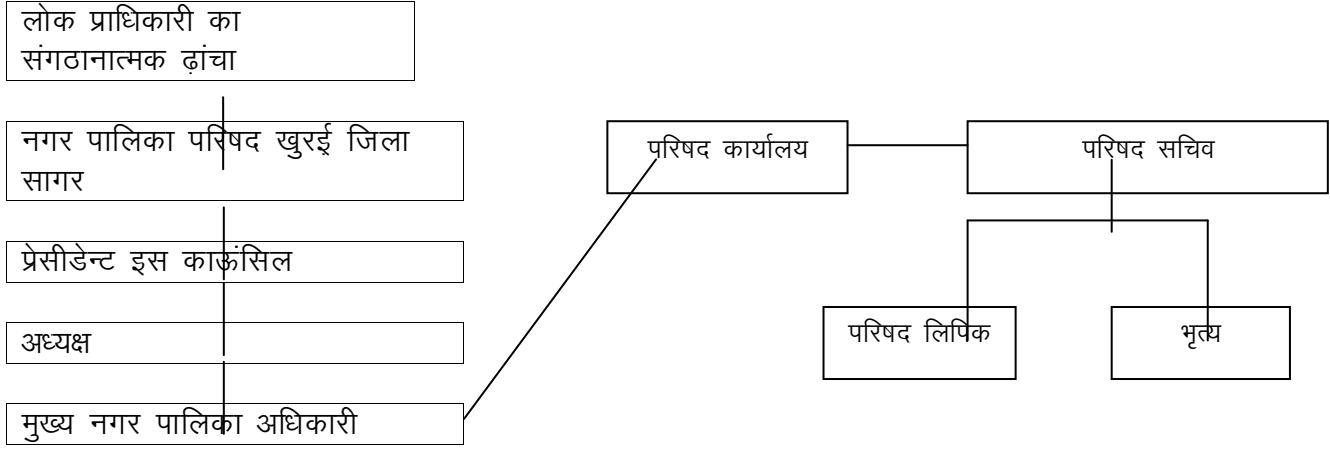 लोक प्राधिकारी का
संगठानात्मक ढ़ांचा
नगर पालिका परिषद खुरई जिला
सागर
प्रेसीडेन्ट इस काऊंसिल
अध्यक्ष
मुख्य नगर पालिका अधिकारी
परिषद कार्यालय
परिषद सचिव
परिषद लिपिक
भृत्य